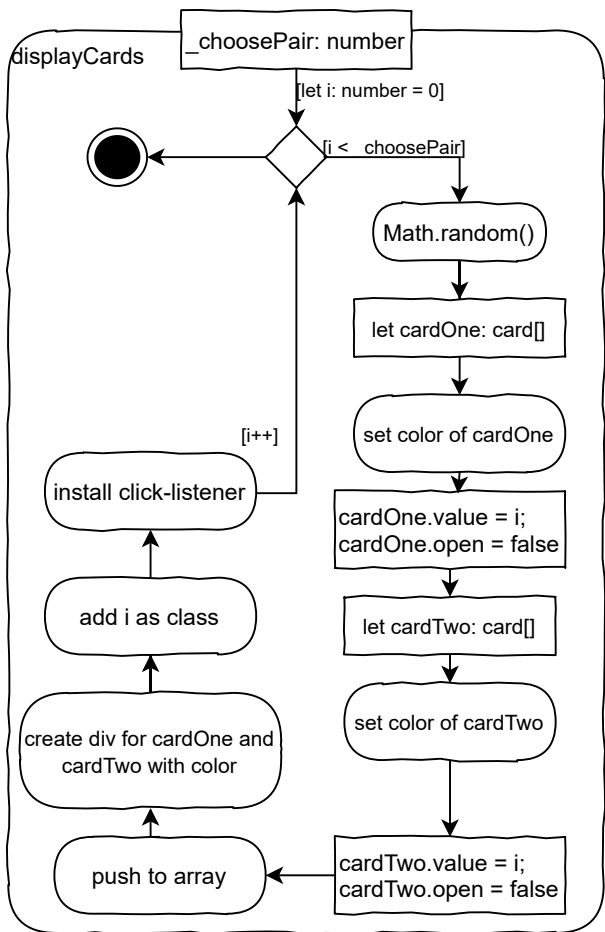 _choosePair: number
displayCards
[let i: number = 0]
[i < _choosePair]
Math.random()
let cardOne: card[]
set color of cardOne
cardOne.value = i;
cardOne.open = false
let cardTwo: card[]
set color of cardTwo
cardTwo.value = i;
cardTwo.open = false
push to array
create div for cardOne and
cardTwo with color
add i as class
install click-listener
[i++]